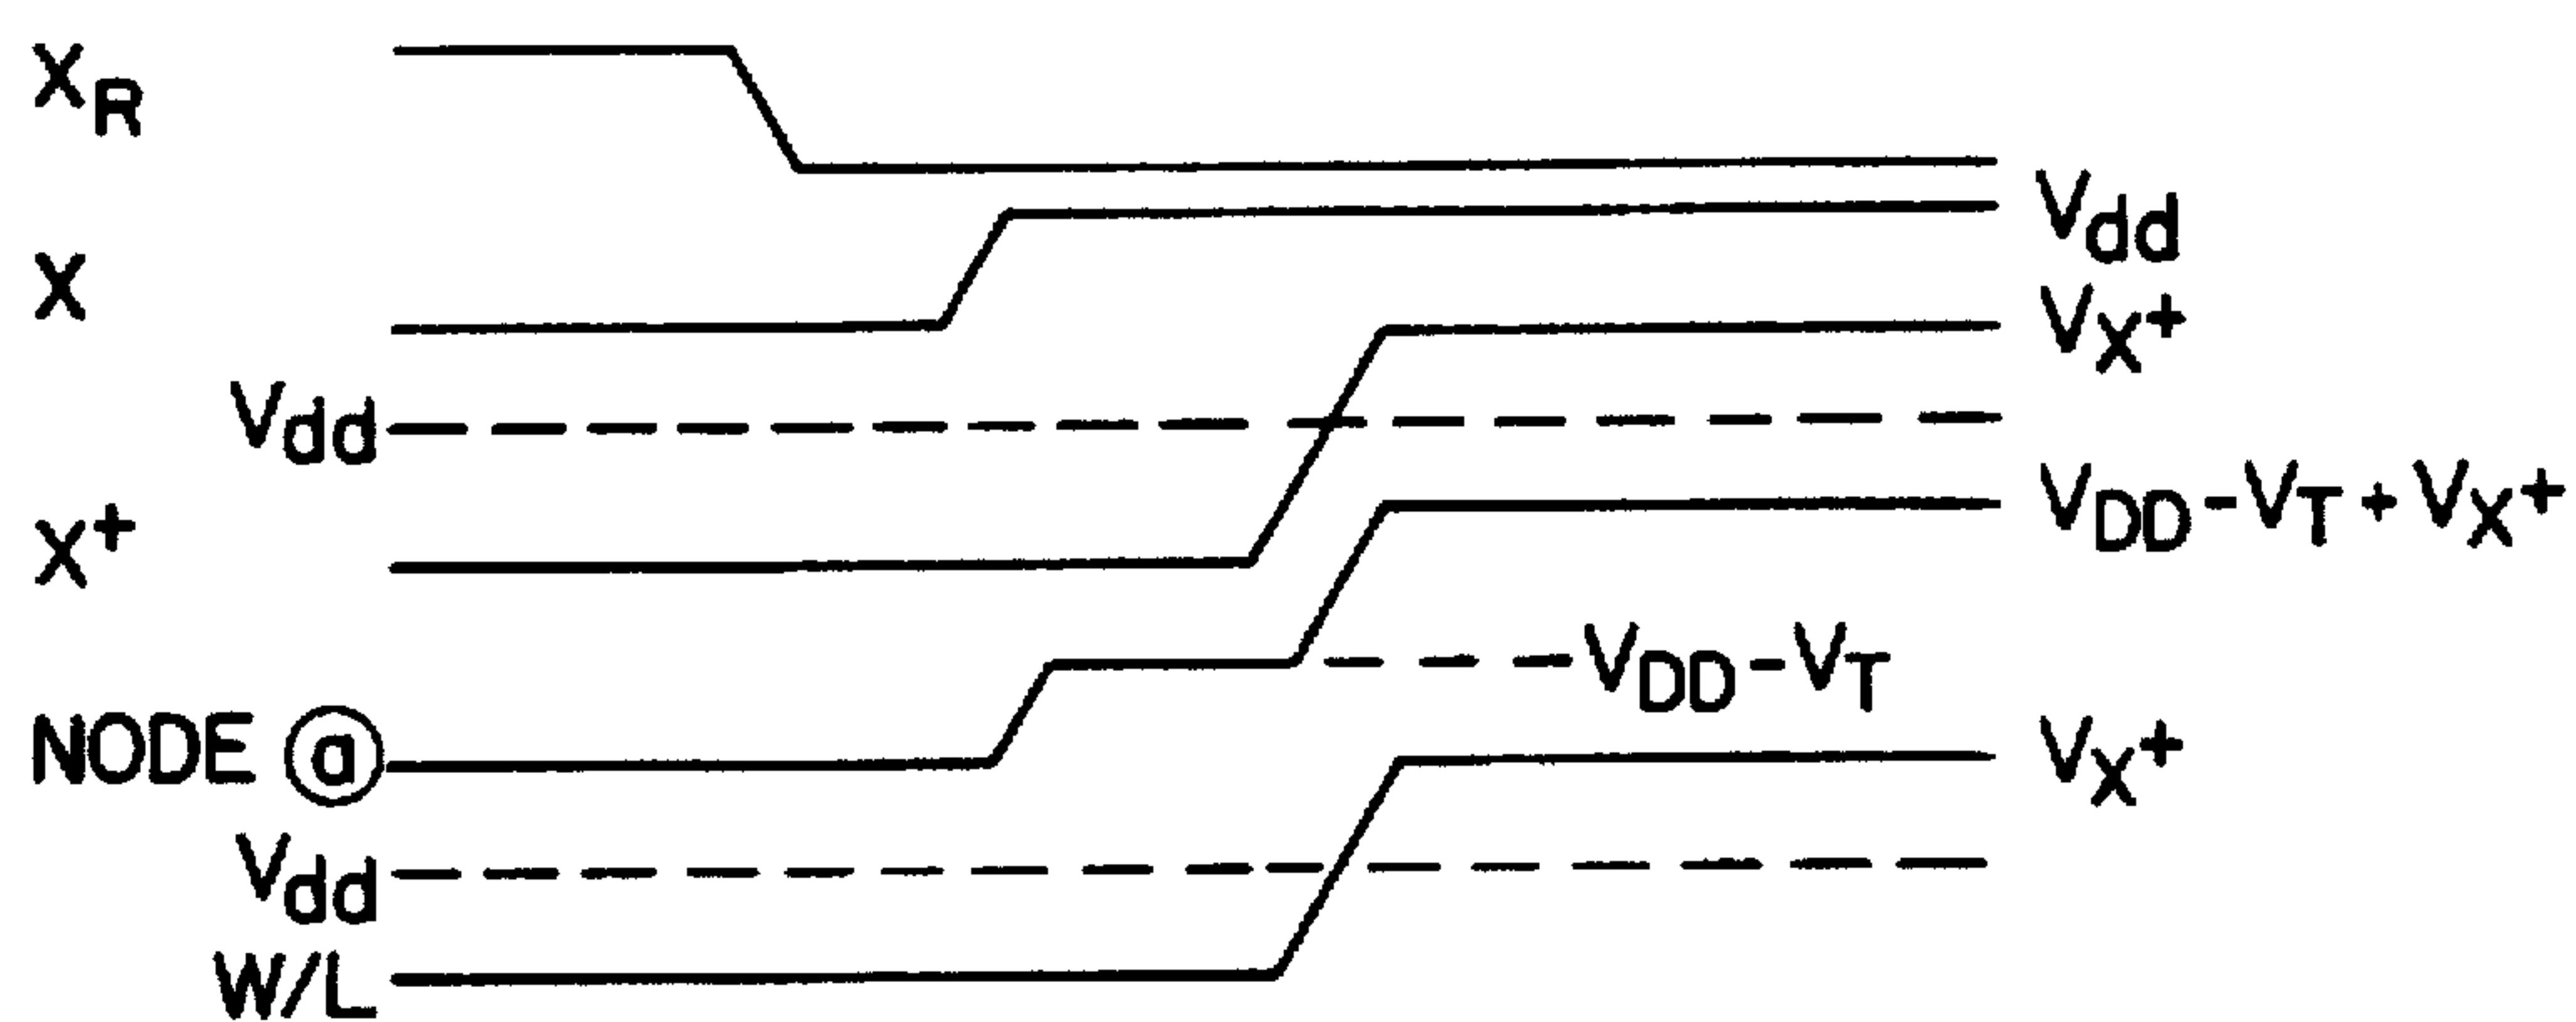 X_R
V_dd
X
V_X+
V_dd
X+
V_DD-V_T+V_X+
V_DD-V_T
NODE ⓐ
V_X+
V_dd
W/L